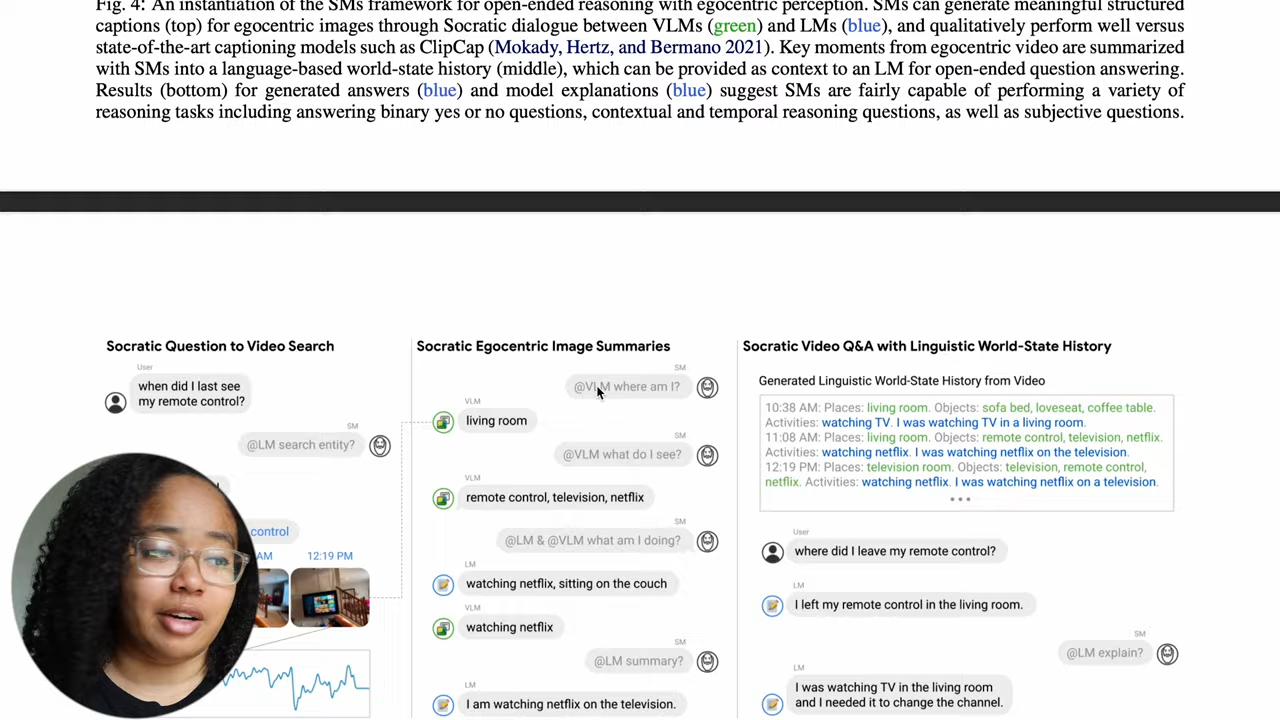 Fig. 4: An instantiation of the SMs framework for open-ended reasoning with egocentric perception. SMs can generate meaningful structured
captions (top) for egocentric images through Socratic dialogue between VLMs (green) and LMs (blue), and qualitatively perform well versus
state-of-the-art captioning models such as ClipCap (Mokady, Hertz, and Bermano 2021). Key moments from egocentric video are summarized
with SMs into a language-based world-state history (middle), which can be provided as context to an LM for open-ended question answering.
Results (bottom) for generated answers (blue) and model explanations (blue) suggest SMs are fairly capable of performing a variety of
reasoning tasks including answering binary yes or no questions, contextual and temporal reasoning questions, as well as subjective questions.
Socratic Question to Video Search
User
when did I last see
my remote control?
SM
@LM search entity?
control
AM
12:19 PM
Socratic Egocentric Image Summaries
SM
@VLM where am I?
VLM
living room
SM
@VLM what do I see?
VLM
remote control, television, netflix
SM
@LM & @VLM what am I doing?
LM
watching netflix, sitting on the couch
VLM
watching netflix
SM
@LM summary?
LM
I am watching netflix on the television.
Socratic Video Q&A with Linguistic World-State History
Generated Linguistic World-State History from Video
10:38 AM: Places: living room. Objects: sofa bed, loveseat, coffee table.
Activities: watching TV. I was watching TV in a living room.
11:08 AM: Places: living room. Objects: remote control, television, netflix.
Activities: watching netflix. I was watching netflix on the television.
12:19 PM: Places: television room. Objects: television, remote control,
netflix. Activities: watching netflix. I was watching netflix on a television.
•••
User
where did I leave my remote control?
LM
I left my remote control in the living room.
SM
@LM explain?
LM
I was watching TV in the living room
and I needed it to change the channel.